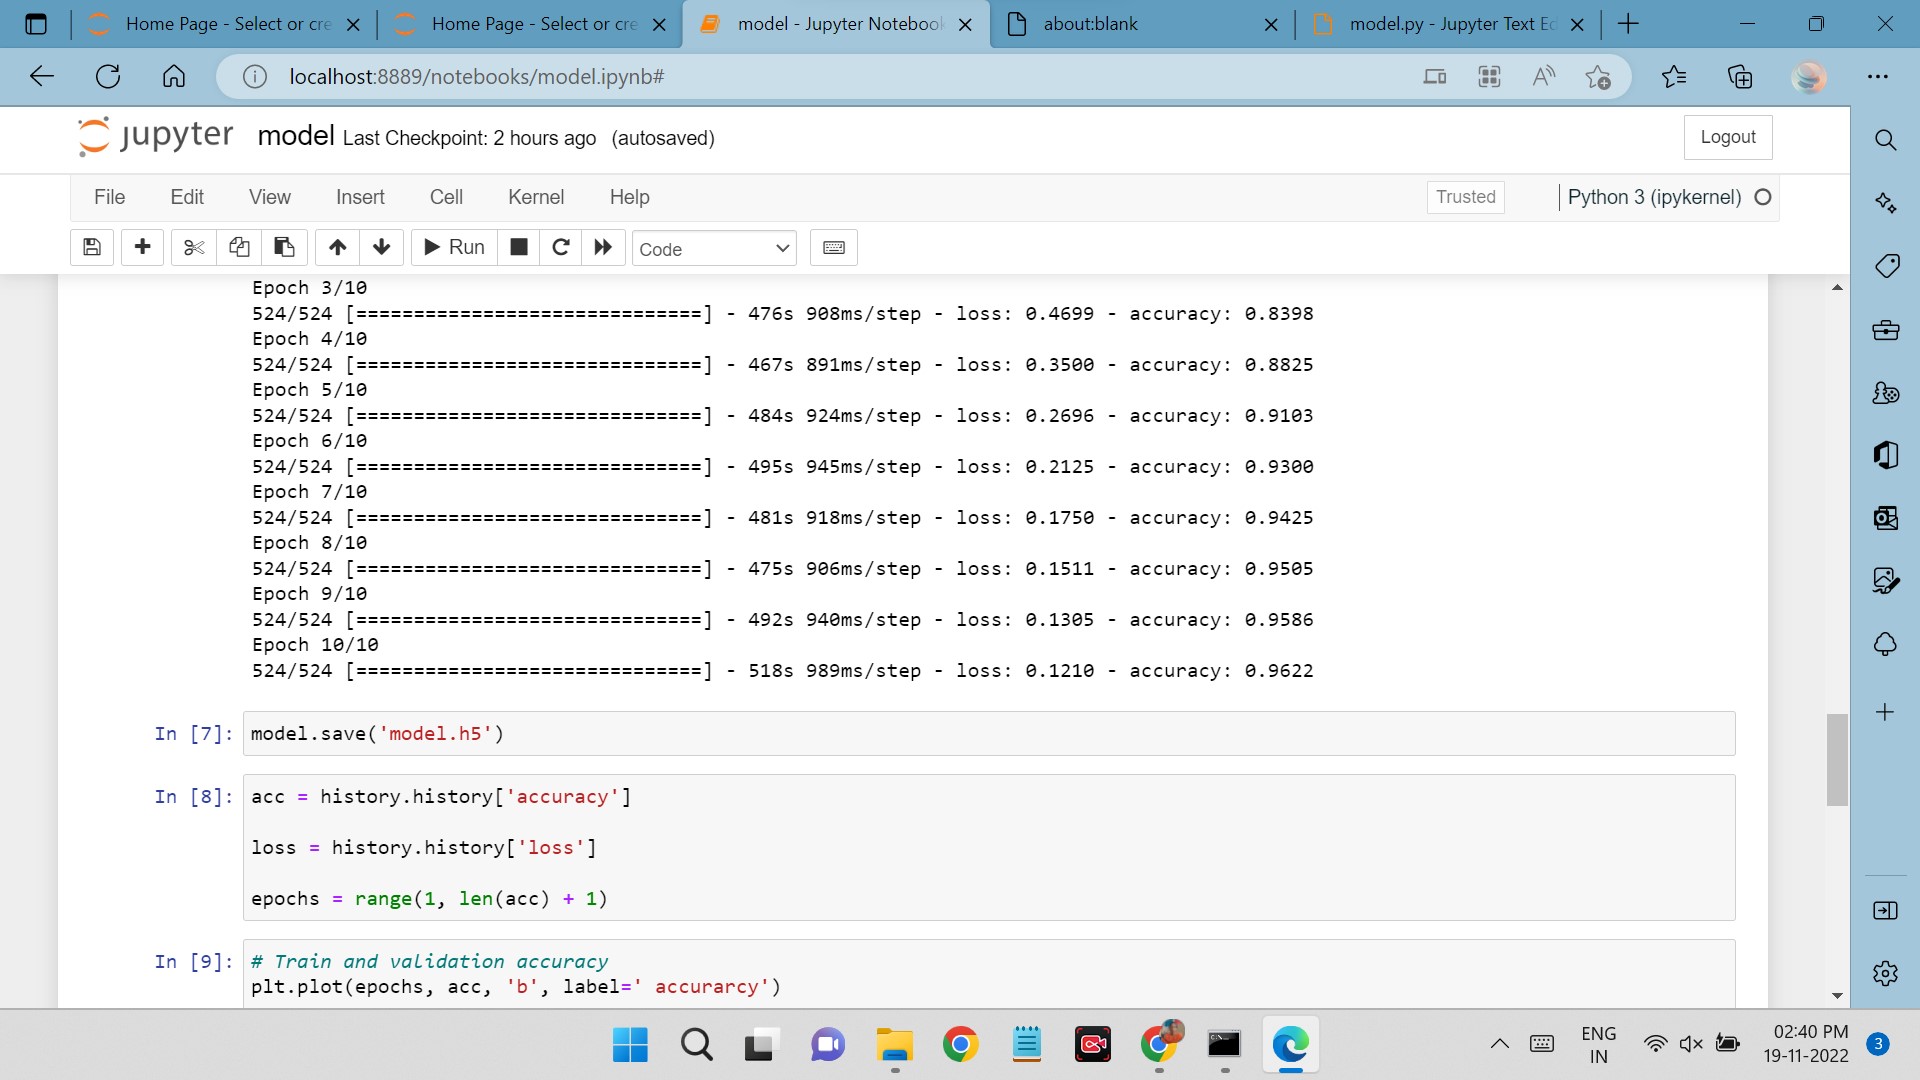 Home Page - Select or cre
Home Page - Select or cre
model - Jupyter Notebook
about:blank
model.py - Jupyter Text Ed
localhost:8889/notebooks/model.ipynb#
jupyter model Last Checkpoint: 2 hours ago (autosaved)
Logout
File Edit View Insert Cell Kernel Help
Trusted
Python 3 (ipykernel)
Run
Code
Epoch 3/10
524/524 [==============================] - 476s 908ms/step - loss: 0.4699 - accuracy: 0.8398
Epoch 4/10
524/524 [==============================] - 467s 891ms/step - loss: 0.3500 - accuracy: 0.8825
Epoch 5/10
524/524 [==============================] - 484s 924ms/step - loss: 0.2696 - accuracy: 0.9103
Epoch 6/10
524/524 [==============================] - 495s 945ms/step - loss: 0.2125 - accuracy: 0.9300
Epoch 7/10
524/524 [==============================] - 481s 918ms/step - loss: 0.1750 - accuracy: 0.9425
Epoch 8/10
524/524 [==============================] - 475s 906ms/step - loss: 0.1511 - accuracy: 0.9505
Epoch 9/10
524/524 [==============================] - 492s 940ms/step - loss: 0.1305 - accuracy: 0.9586
Epoch 10/10
524/524 [==============================] - 518s 989ms/step - loss: 0.1210 - accuracy: 0.9622
In [7]: model.save('model.h5')
In [8]: acc = history.history['accuracy']
loss = history.history['loss']
epochs = range(1, len(acc) + 1)
In [9]: # Train and validation accuracy
plt.plot(epochs, acc, 'b', label=' accurarcy')
ENG
IN
02:40 PM
19-11-2022
3